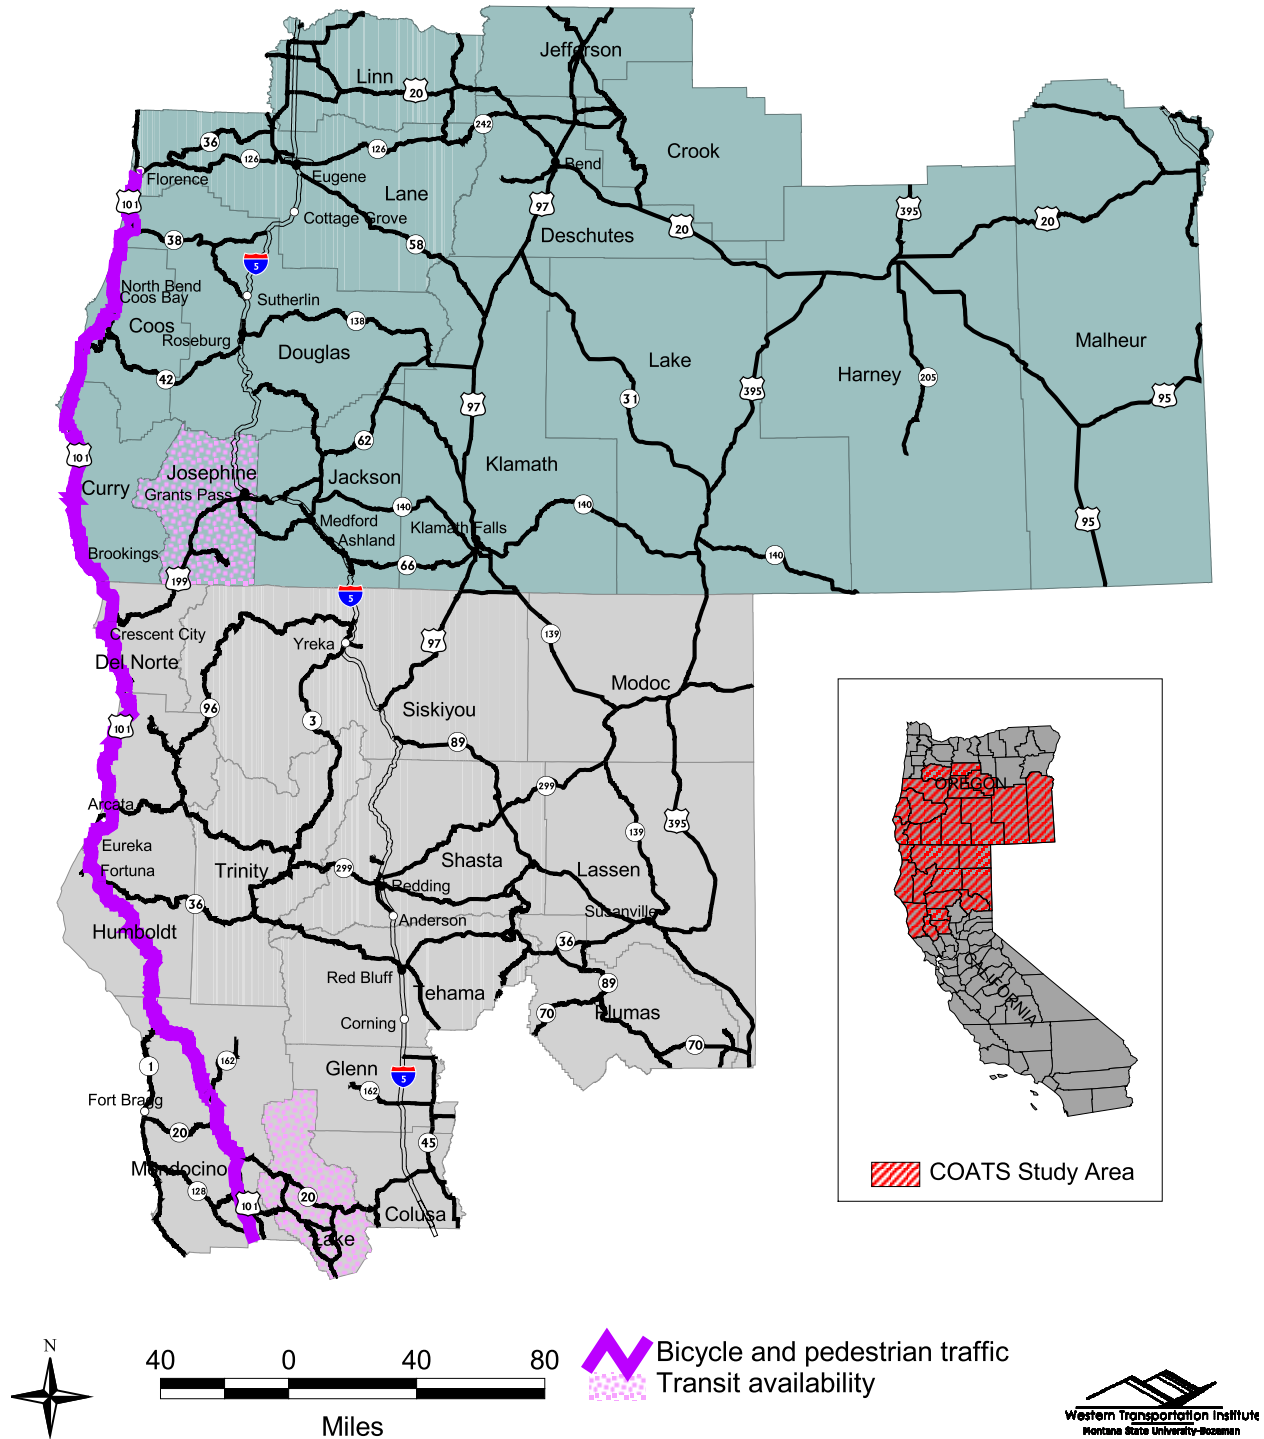 Jefferson
Linn
20
242
36
126
126
Crook
Bend
Florence
Eugene
Lane
101
97
395
20
20
Cottage Grove
38
58
Deschutes
5
North Bend
Coos Bay
Sutherlin
138
Coos
Roseburg
Douglas
Lake
Malheur
42
Harney
205
395
31
95
97
62
101
Josephine
Jackson
Klamath
Curry
Grants Pass
140
140
Medford
Klamath Falls
95
Ashland
Brookings
66
140
199
5
Crescent City
Yreka
97
139
Del Norte
Modoc
96
3
Siskiyou
101
89
299
Arcata
139
395
Eureka
Fortuna
Trinity
299
Shasta
Lassen
Redding
36
Anderson
Susanville
Humboldt
36
Red Bluff
Tehama
89
Plumas
70
Corning
70
1
162
Glenn
5
162
Fort Bragg
20
45
Mendocino
128
101
20
Colusa
Lake
OREGON
CALIFORNIA
COATS Study Area
N
40 0 40 80
Miles
Bicycle and pedestrian traffic
Transit availability
Western Transportation Institute
Montana State University-Bozeman